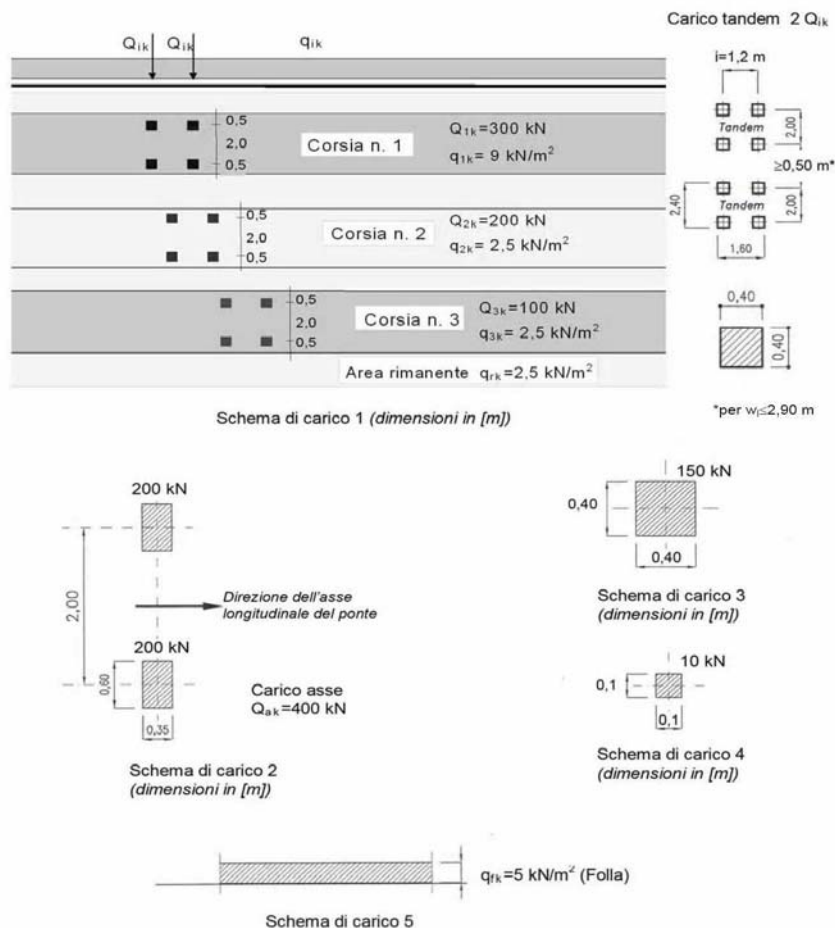 Carico tandem 2 Qik
Qik Qik qik
i=1,2 m
0,5
2,0
0,5
Corsia n. 1
Q1k=300 kN
q1k= 9 kN/m²
Tandem
2,00
≥0,50 m*
0,5
2,0
0,5
Corsia n. 2
Q2k=200 kN
q2k= 2,5 kN/m²
2,40
Tandem
2,00
1,60
0,5
2,0
0,5
Corsia n. 3
Q3k=100 kN
q3k= 2,5 kN/m²
0,40
0,40
Area rimanente qrk=2,5 kN/m²
*per wl≤2,90 m
Schema di carico 1 (dimensioni in [m])
200 kN
2,00
Direzione dell'asse
longitudinale del ponte
200 kN
0,60
0,35
Carico asse
Qak=400 kN
Schema di carico 2
(dimensioni in [m])
150 kN
0,40
0,40
Schema di carico 3
(dimensioni in [m])
10 kN
0,1
0,1
Schema di carico 4
(dimensioni in [m])
qfk=5 kN/m² (Folla)
Schema di carico 5